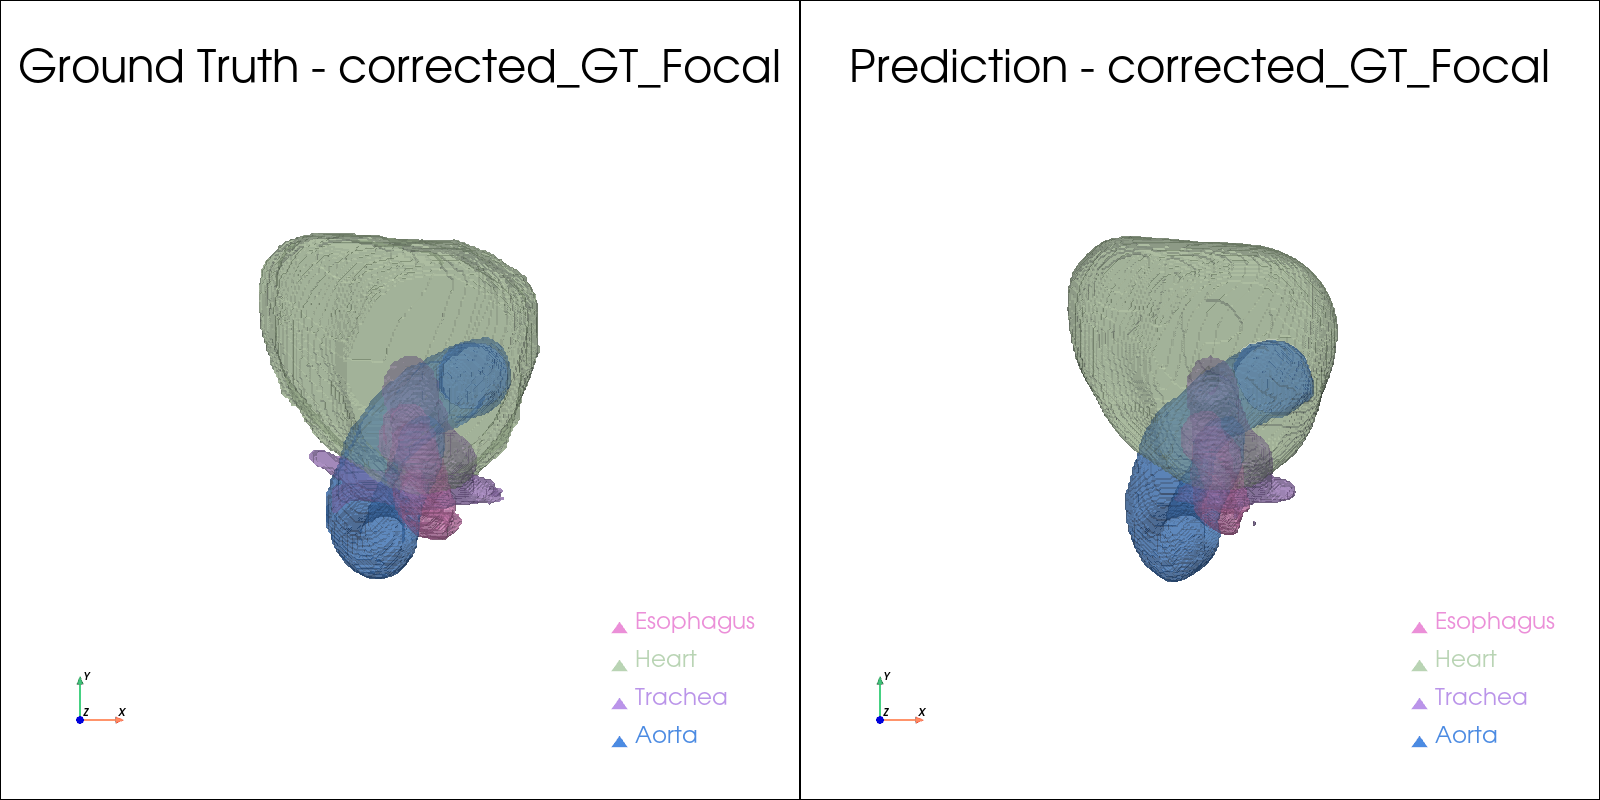 Ground Truth - corrected_GT_Focal
Esophagus
Heart
Trachea
Aorta
Y
Z
X
Prediction - corrected_GT_Focal
Esophagus
Heart
Trachea
Aorta
Y
Z
X